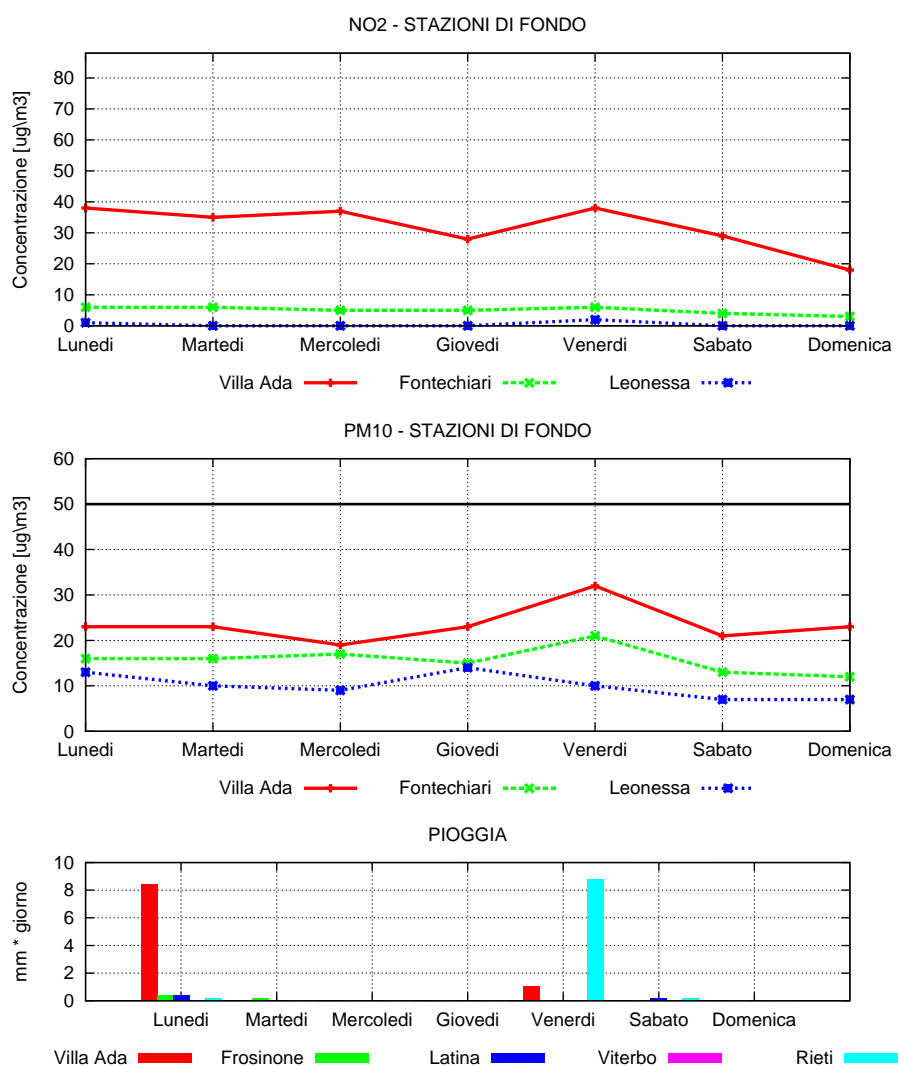 NO2 - STAZIONI DI FONDO
Concentrazione [ug\m3]
80
70
60
50
40
30
20
10
0
Lunedi Martedi Mercoledi Giovedi Venerdi Sabato Domenica
Villa Ada Fontechiari Leonessa
PM10 - STAZIONI DI FONDO
Concentrazione [ug\m3]
60
50
40
30
20
10
0
Lunedi Martedi Mercoledi Giovedi Venerdi Sabato Domenica
Villa Ada Fontechiari Leonessa
PIOGGIA
mm * giorno
10
8
6
4
2
0
Lunedi Martedi Mercoledi Giovedi Venerdi Sabato Domenica
Villa Ada Frosinone Latina Viterbo Rieti